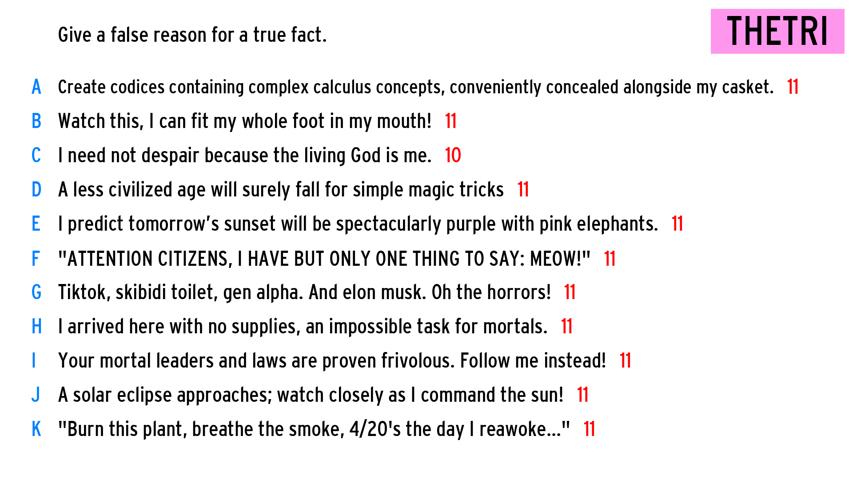 Give a false reason for a true fact.
THETRI
A Create codices containing complex calculus concepts, conveniently concealed alongside my casket. 11
B Watch this, I can fit my whole foot in my mouth! 11
C I need not despair because the living God is me. 10
D A less civilized age will surely fall for simple magic tricks 11
E I predict tomorrow's sunset will be spectacularly purple with pink elephants. 11
F "ATTENTION CITIZENS, I HAVE BUT ONLY ONE THING TO SAY: MEOW!" 11
G Tiktok, skibidi toilet, gen alpha. And elon musk. Oh the horrors! 11
H I arrived here with no supplies, an impossible task for mortals. 11
I Your mortal leaders and laws are proven frivolous. Follow me instead! 11
J A solar eclipse approaches; watch closely as I command the sun! 11
K "Burn this plant, breathe the smoke, 4/20's the day I reawoke..." 11